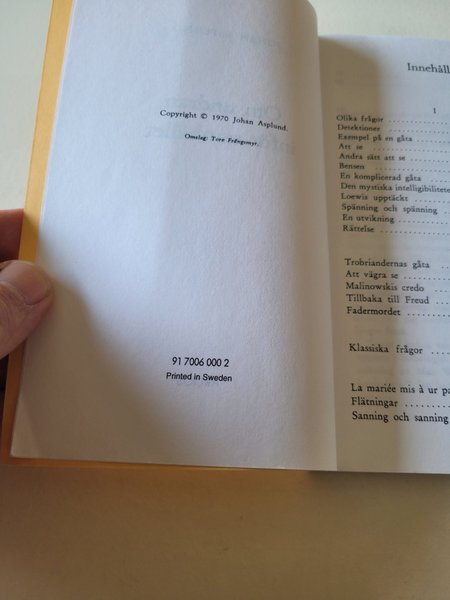 Copyright © 1970 Johan Asplund.
Omslag: Tore Frängsmyr.
91 7006 000 2
Printed in Sweden
Innehåll
1
Olika frågor
Detektioner
Exempel på en gåta
Att se
Andra sätt att se
Bensen
En komplicerad gåta
Den mystiska intelligibilitete
Loewis upptäckt
Spänning och spänning
En utvikning
Rättelse
Trobriandernas gåta
Att vägra se
Malinowskis credo
Tillbaka till Freud
Fadermordet
Klassiska frågor
La mariée mis à ur pa
Flätningar
Sanning och sanning